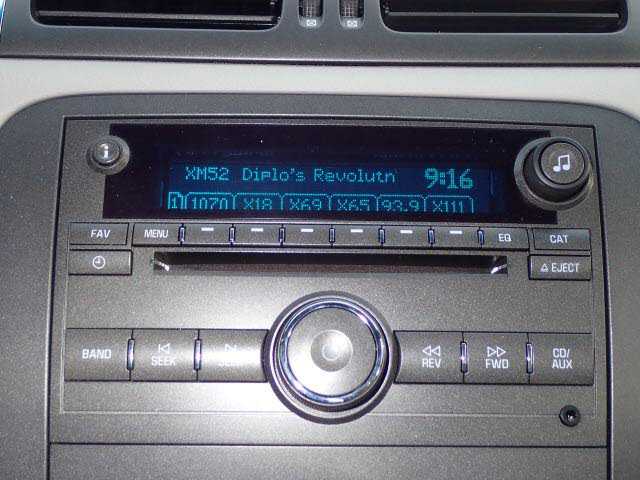 XM52 Diplo's Revolutn 9:16
1 1070 X18 X69 X65 93.9 X111
FAV MENU EQ CAT
EJECT
BAND SEEK REV FWD CD/
AUX